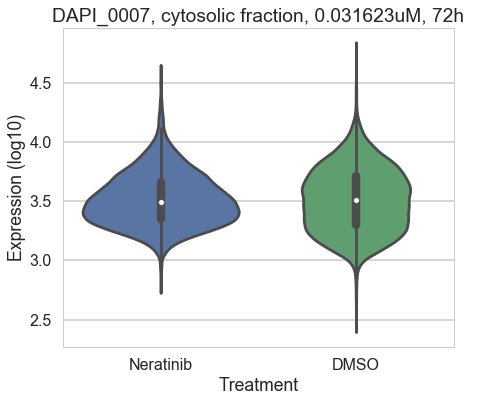 DAPI_0007, cytosolic fraction, 0.031623uM, 72h
Expression (log10)
4.5
4.0
3.5
3.0
2.5
Neratinib
DMSO
Treatment